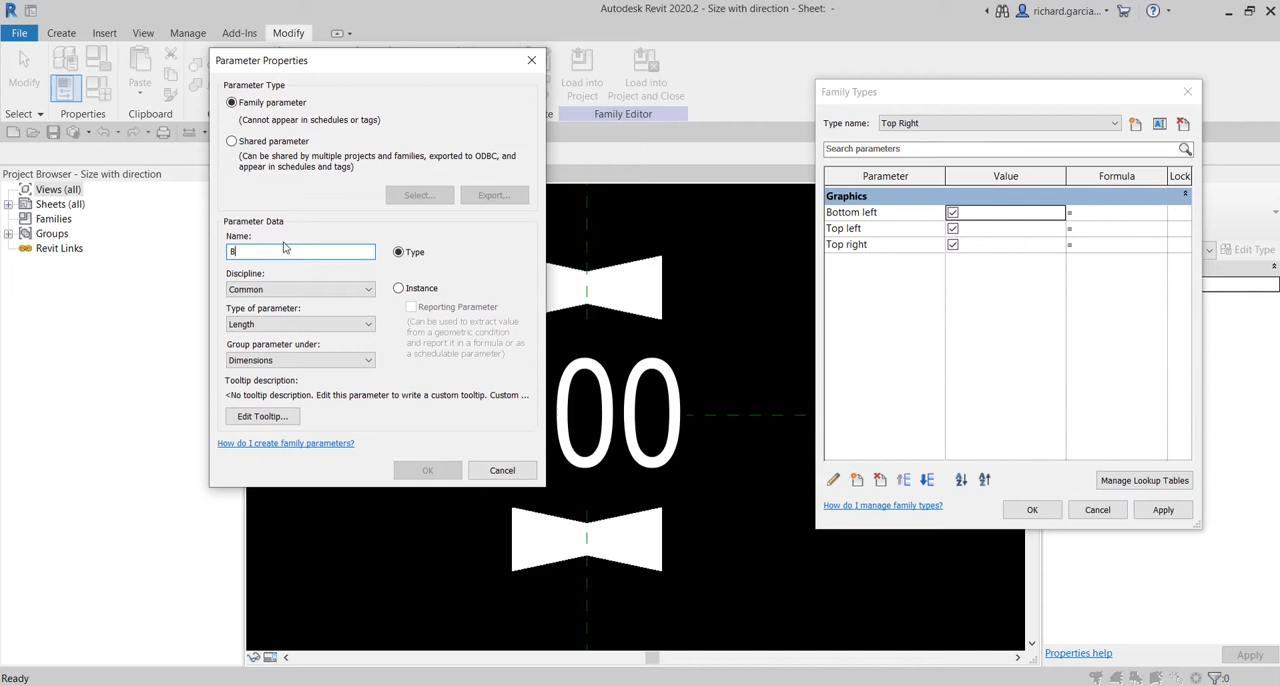 Autodesk Revit 2020.2 - Size with direction - Sheet: -
richard.garcia...
File
Create
Insert
View
Manage
Add-Ins
Modify
Modify
Select
Properties
Paste
Clipboard
Load into
Project
Load into
Project and Close
Family Editor
Project Browser - Size with direction
Views (all)
Sheets (all)
Families
Groups
Revit Links
Parameter Properties
Parameter Type
Family parameter
(Cannot appear in schedules or tags)
Shared parameter
(Can be shared by multiple projects and families, exported to ODBC, and
appear in schedules and tags)
Select...
Export...
Parameter Data
Name:
B
Type
Discipline:
Common
Instance
Type of parameter:
Length
Reporting Parameter
(Can be used to extract value
from a geometric condition
and report it in a formula or as
a schedulable parameter)
Group parameter under:
Dimensions
Tooltip description:
<No tooltip description. Edit this parameter to write a custom tooltip. Custom ...
Edit Tooltip...
How do I create family parameters?
OK
Cancel
00
Family Types
Type name:
Top Right
Search parameters
Parameter
Value
Formula
Lock
Graphics
Bottom left
=
Top left
=
Top right
=
Manage Lookup Tables
How do I manage family types?
OK
Cancel
Apply
Edit Type
Properties help
Apply
Ready
:0